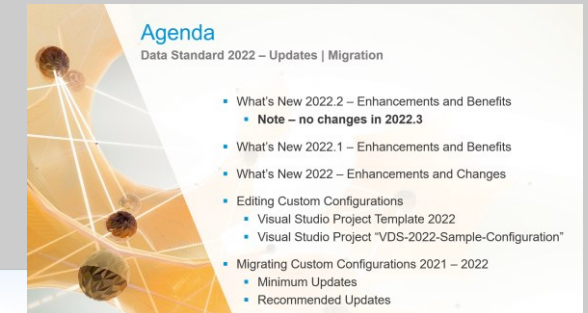 Agenda
Data Standard 2022 – Updates | Migration
▪ What's New 2022.2 – Enhancements and Benefits
▪ Note – no changes in 2022.3
▪ What's New 2022.1 – Enhancements and Benefits
▪ What's New 2022 – Enhancements and Changes
▪ Editing Custom Configurations
▪ Visual Studio Project Template 2022
▪ Visual Studio Project “VDS-2022-Sample-Configuration”
▪ Migrating Custom Configurations 2021 – 2022
▪ Minimum Updates
▪ Recommended Updates